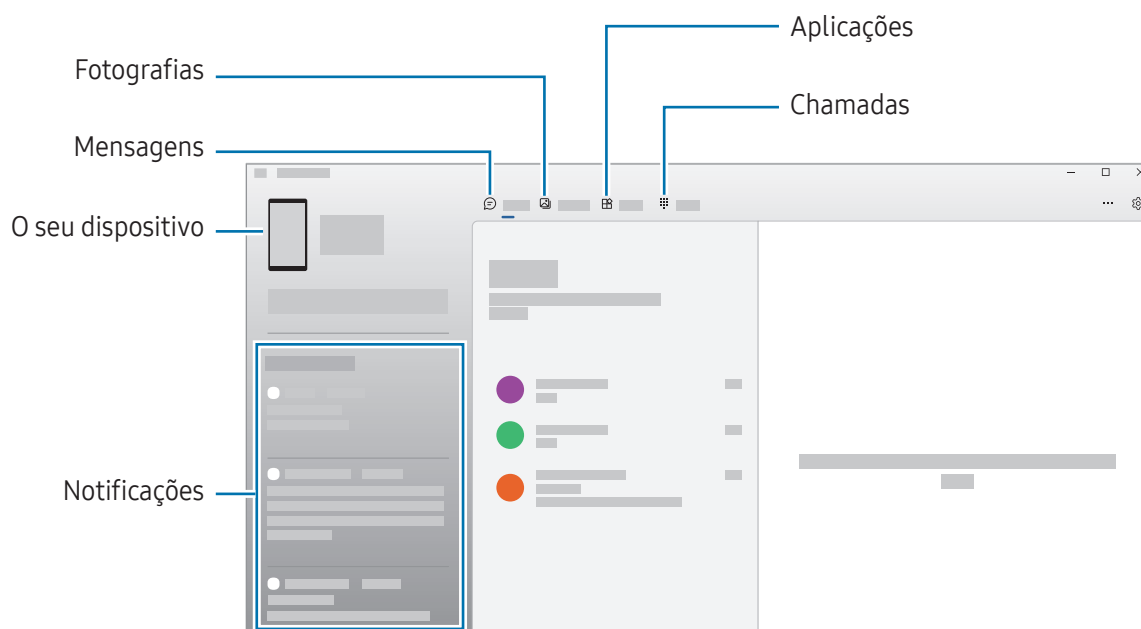 Aplicações
Fotografias
Chamadas
Mensagens
O seu dispositivo
Notificações